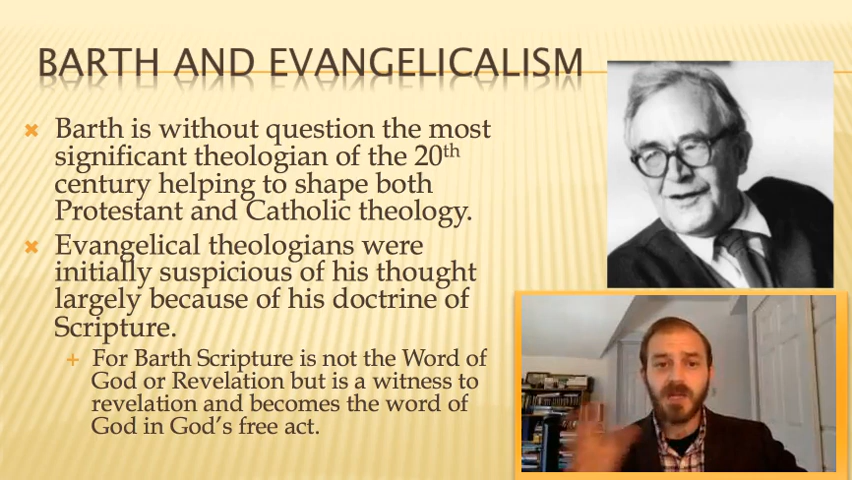 BARTH AND EVANGELICALISM
Barth is without question the most
significant theologian of the 20th
century helping to shape both
Protestant and Catholic theology.
Evangelical theologians were
initially suspicious of his thought
largely because of his doctrine of
Scripture.
For Barth Scripture is not the Word of
God or Revelation but is a witness to
revelation and becomes the word of
God in God's free act.